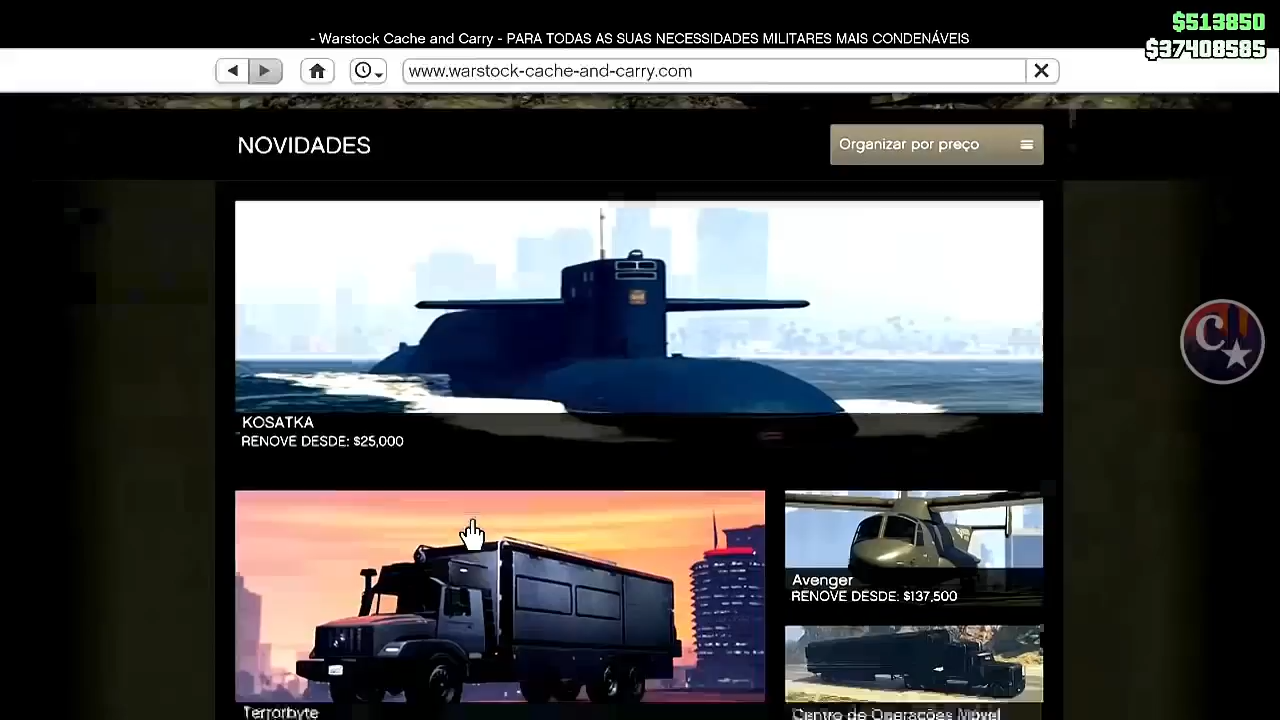 $513850
- Warstock Cache and Carry - PARA TODAS AS SUAS NECESSIDADES MILITARES MAIS CONDENÁVEIS
$37408585
www.warstock-cache-and-carry.com
NOVIDADES
Organizar por preço
KOSATKA
RENOVE DESDE: $25,000
Avenger
RENOVE DESDE: $137,500
Terrorbyte
Centro de Operações Móvel
C